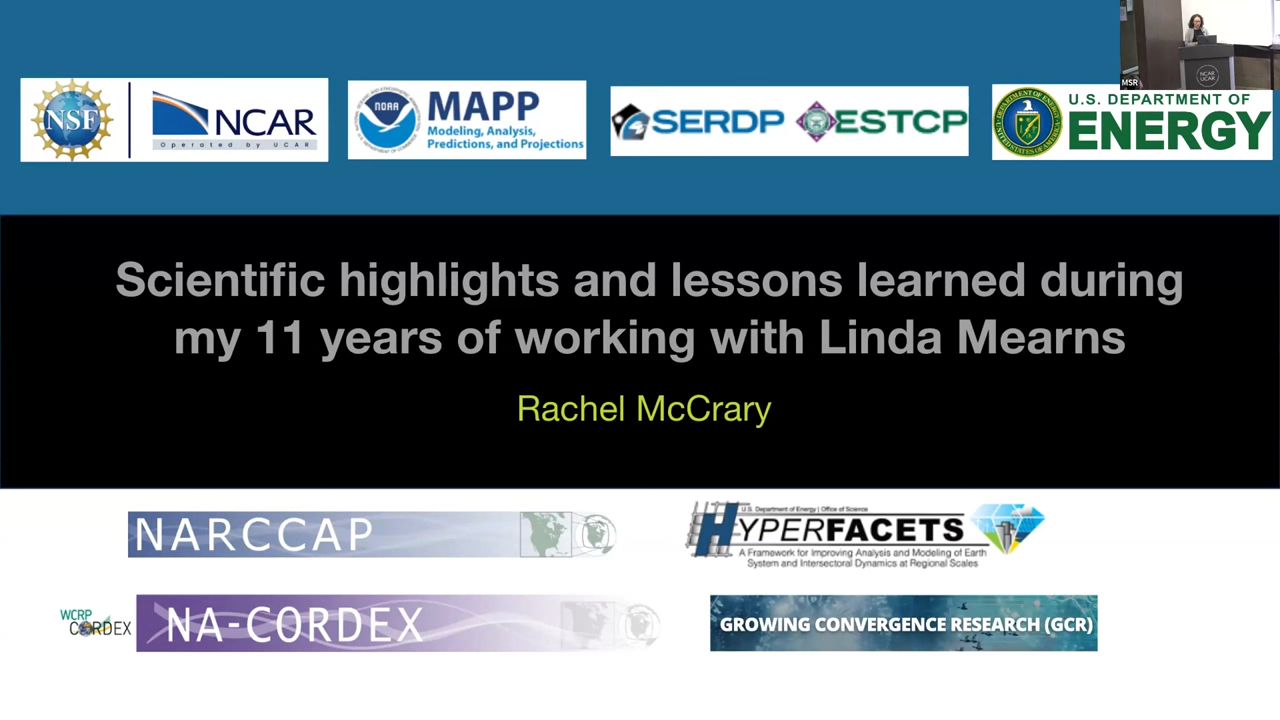 MSR
NCAR
UCAR
NSF
NCAR
Operated by UCAR
NOAA
MAPP
Modeling, Analysis,
Predictions, and Projections
SERDP
ESTCP
U.S. DEPARTMENT OF
ENERGY
Scientific highlights and lessons learned during
my 11 years of working with Linda Mearns
Rachel McCrary
NARCCAP
U.S. Department of Energy | Office of Science
HYPERFACETS
A Framework for Improving Analysis and Modeling of Earth
System and Intersectoral Dynamics at Regional Scales
WCRP
CORDEX
NA-CORDEX
GROWING CONVERGENCE RESEARCH (GCR)